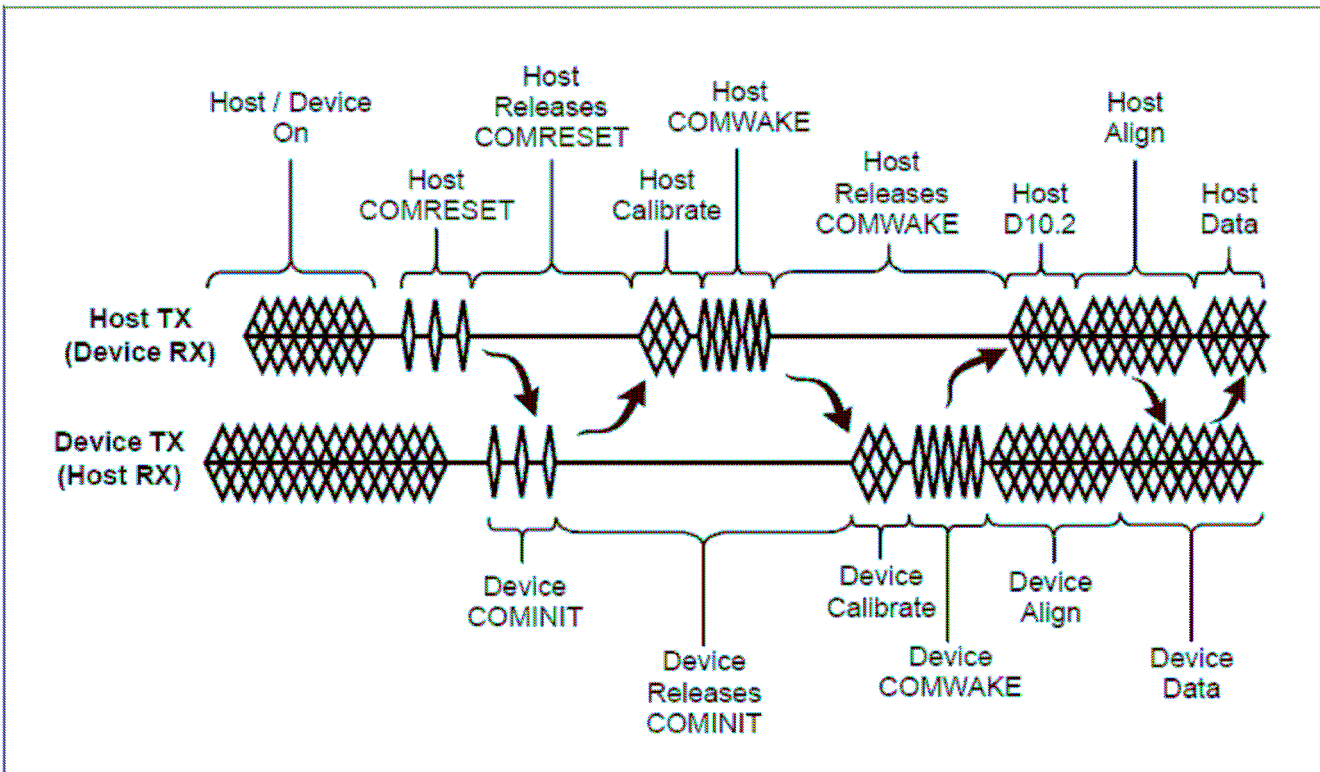 Host / Device
On
Host
COMRESET
Host
Releases
COMRESET
Host
Calibrate
Host
COMWAKE
Host
Releases
COMWAKE
Host
D10.2
Host
Align
Host
Data
Host TX
(Device RX)
Device TX
(Host RX)
Device
COMINIT
Device
Releases
COMINIT
Device
Calibrate
Device
COMWAKE
Device
Align
Device
Data